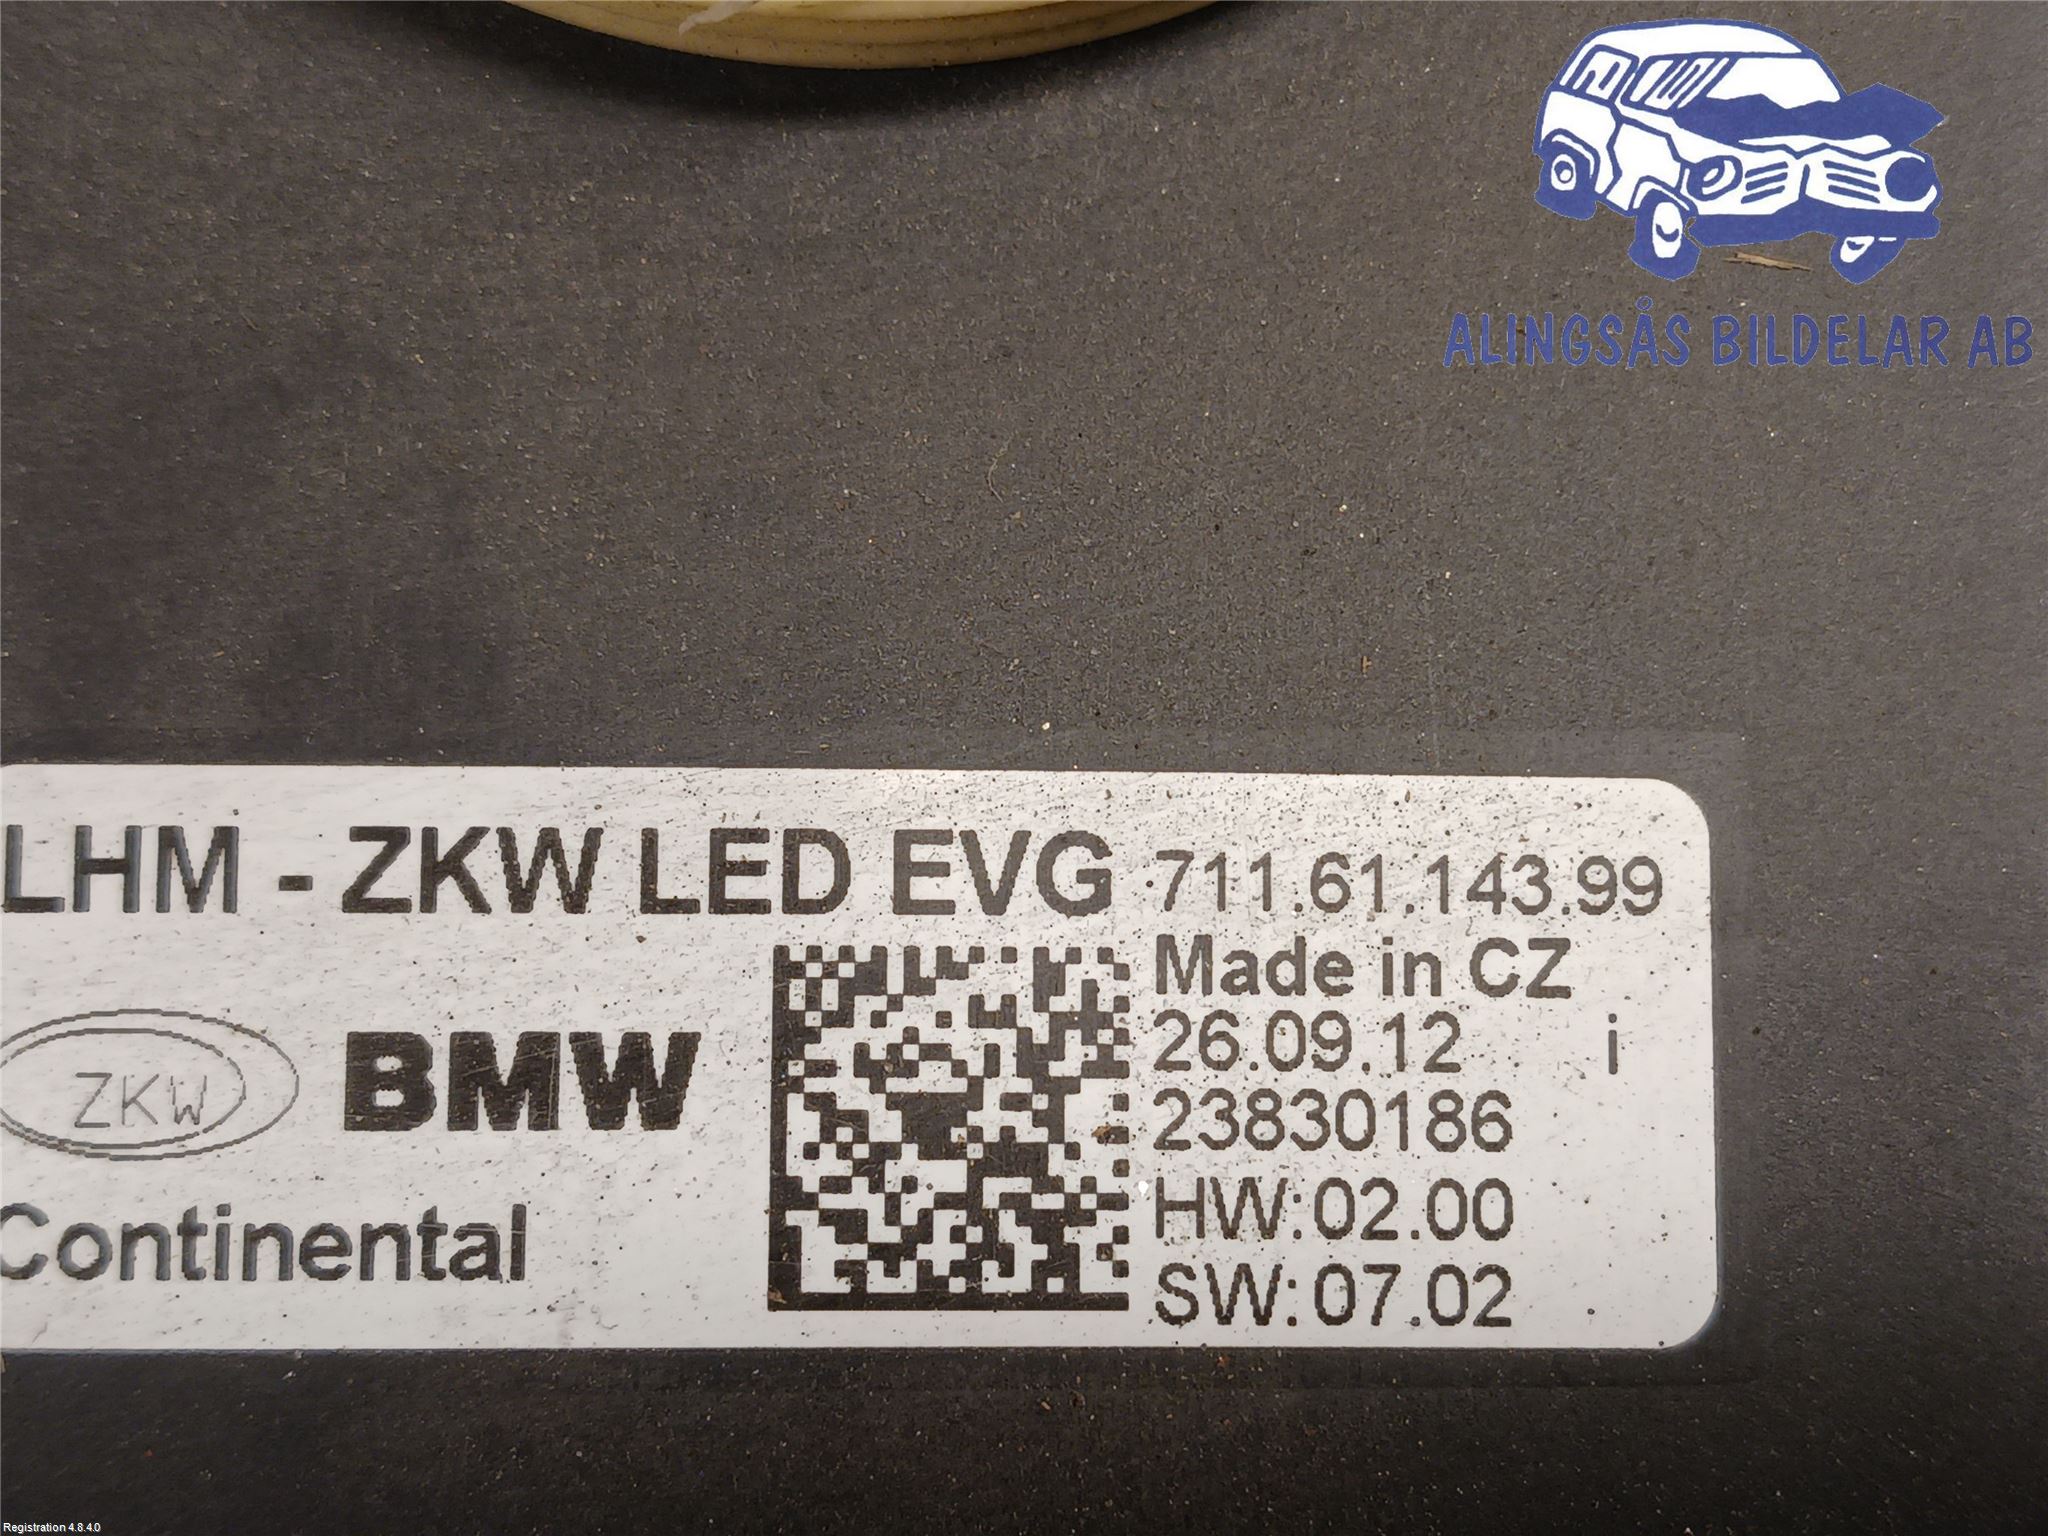 ALINGSÅS BILDELAR AB
LHM - ZKW LED EVG 711.61.143.99
Made in CZ
ZKW BMW 26.09.12 i
23830186
Continental HW:02.00
SW:07.02
Registration 4.8.4.0